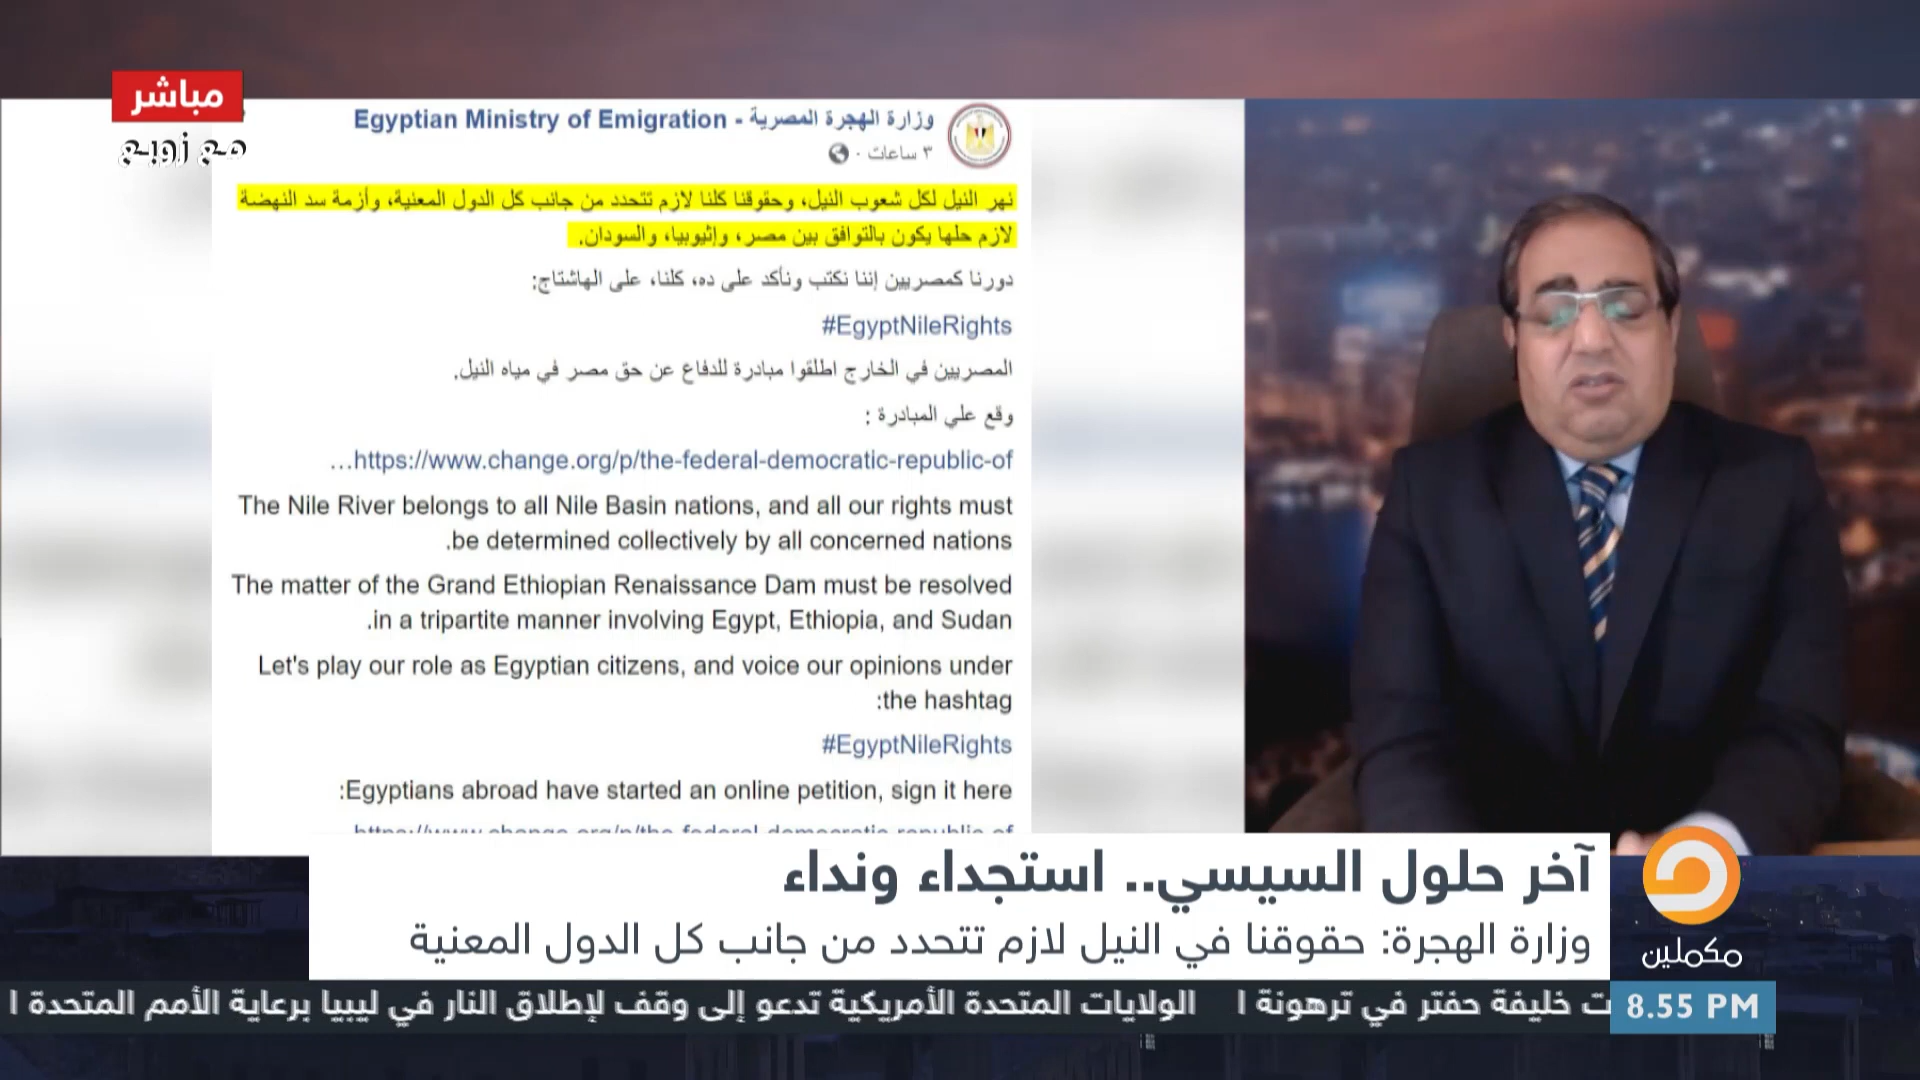 مباشر
مع زوبع
وزارة الهجرة المصرية - Egyptian Ministry of Emigration
٣ ساعات ·
نهر النيل لكل شعوب النيل، وحقوقنا كلنا لازم تتحدد من جانب كل الدول المعنية، وأزمة سد النهضة
لازم حلها يكون بالتوافق بين مصر، وإثيوبيا، والسودان.
دورنا كمصريين إننا نكتب ونأكد على ده، كلنا، على الهاشتاج:
#EgyptNileRights
المصريين في الخارج اطلقوا مبادرة للدفاع عن حق مصر في مياه النيل.
وقع علي المبادرة :
https://www.change.org/p/the-federal-democratic-republic-of…
The Nile River belongs to all Nile Basin nations, and all our rights must
be determined collectively by all concerned nations.
The matter of the Grand Ethiopian Renaissance Dam must be resolved
in a tripartite manner involving Egypt, Ethiopia, and Sudan.
Let's play our role as Egyptian citizens, and voice our opinions under
the hashtag:
#EgyptNileRights
Egyptians abroad have started an online petition, sign it here:
https://www.change.org/p/the-federal-democratic-republic-of
آخر حلول السيسي.. استجداء ونداء
وزارة الهجرة: حقوقنا في النيل لازم تتحدد من جانب كل الدول المعنية
مكملين
ت خليفة حفتر في ترهونة ا الولايات المتحدة الأمريكية تدعو إلى وقف لإطلاق النار في ليبيا برعاية الأمم المتحدة ا
8.55 PM